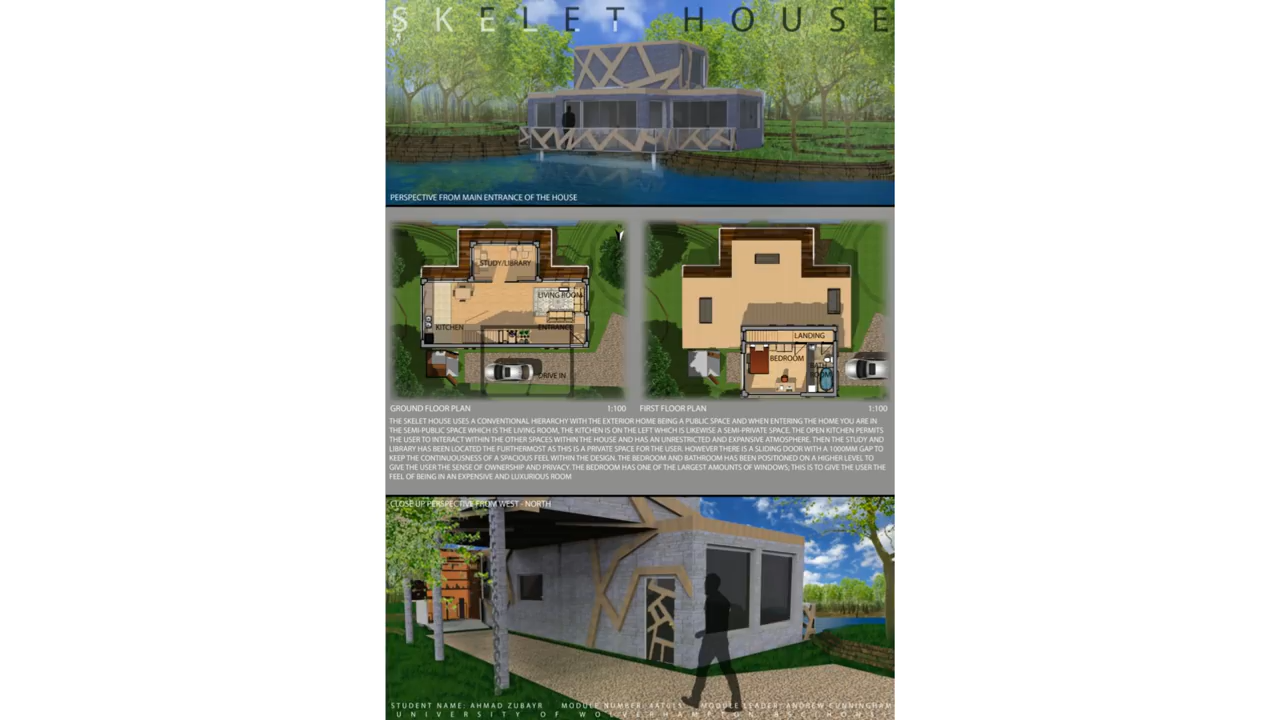 SKELET HOUSE
PERSPECTIVE FROM MAIN ENTRANCE OF THE HOUSE
STUDY/LIBRARY
LIVING ROOM
KITCHEN
ENTRANCE
DRIVE IN
LANDING
BEDROOM
BATH
ROOM
GROUND FLOOR PLAN 1:100 FIRST FLOOR PLAN 1:100
THE SKELET HOUSE USES A CONVENTIONAL HIERARCHY WITH THE EXTERIOR HOME BEING A PUBLIC SPACE AND WHEN ENTERING THE HOME YOU ARE IN
THE SEMI-PUBLIC SPACE WHICH IS THE LIVING ROOM, THE KITCHEN IS ON THE LEFT WHICH IS LIKEWISE A SEMI-PRIVATE SPACE. THE OPEN KITCHEN PERMITS
THE USER TO INTERACT WITHIN THE OTHER SPACES WITHIN THE HOUSE AND HAS AN UNRESTRICTED AND EXPANSIVE ATMOSPHERE. THEN THE STUDY AND
LIBRARY HAS BEEN LOCATED THE FURTHERMOST AS THIS IS A PRIVATE SPACE FOR THE USER. HOWEVER THERE IS A SLIDING DOOR WITH A 1000MM GAP TO
KEEP THE CONTINUOUSNESS OF A SPACIOUS FEEL WITHIN THE DESIGN. THE BEDROOM AND BATHROOM HAS BEEN POSITIONED ON A HIGHER LEVEL TO
GIVE THE USER THE SENSE OF OWNERSHIP AND PRIVACY. THE BEDROOM HAS ONE OF THE LARGEST AMOUNTS OF WINDOWS; THIS IS TO GIVE THE USER THE
FEEL OF BEING IN AN EXPENSIVE AND LUXURIOUS ROOM
CLOSE UP PERSPECTIVE FROM WEST - NORTH
STUDENT NAME: AHMAD ZUBAYR MODULE NUMBER: MODULE LEADER: ANDREW CUNNINGHAM
UNIVERSITY OF WOLVERHAMPTON